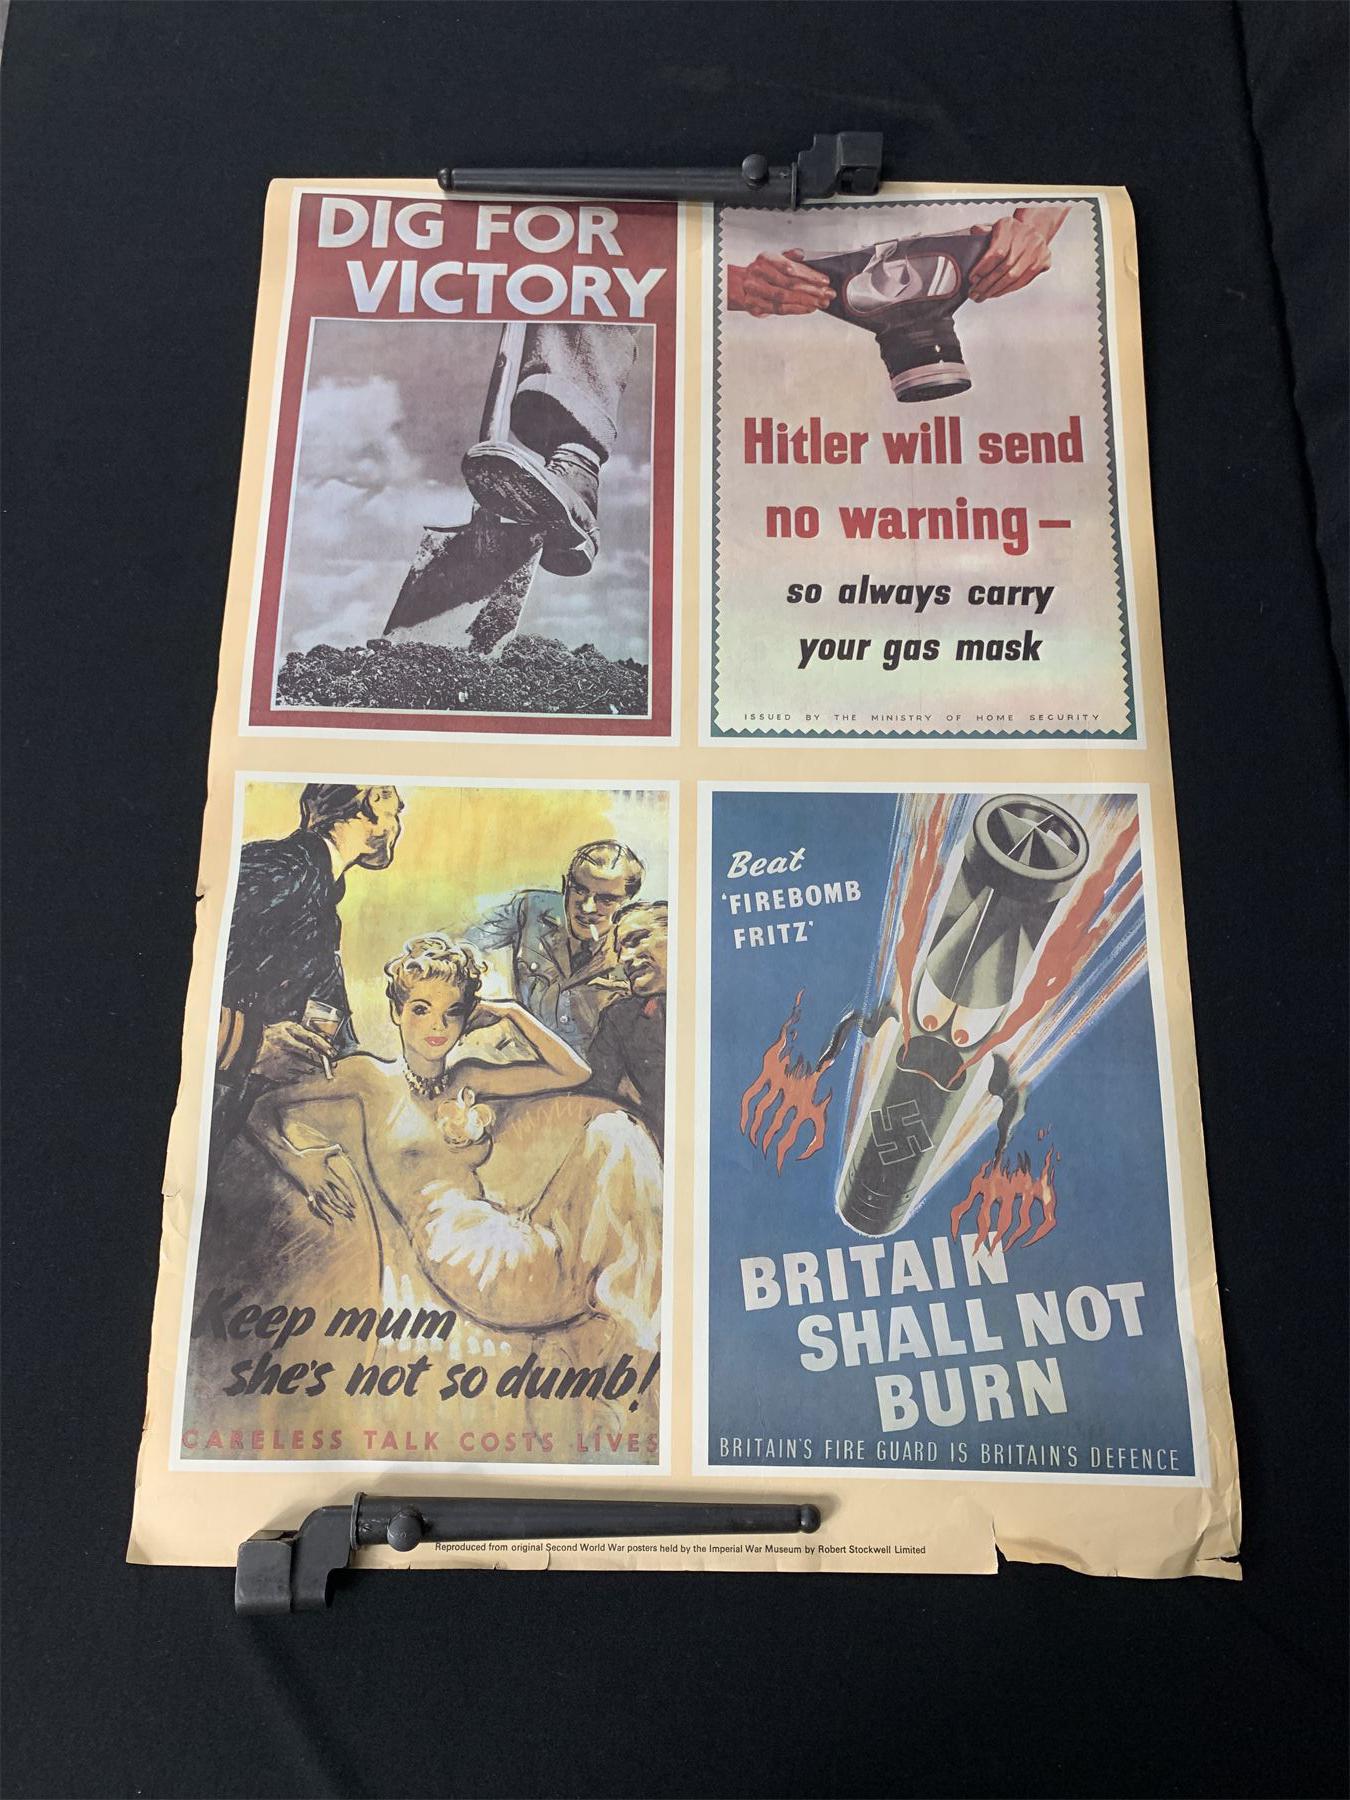 DIG FOR
VICTORY
Hitler will send
no warning –
so always carry
your gas mask
ISSUED BY THE MINISTRY OF HOME SECURITY
Keep mum
she's not so dumb!
CARELESS TALK COSTS LIVES
Beat
'FIREBOMB
FRITZ'
BRITAIN
SHALL NOT
BURN
BRITAIN'S FIRE GUARD IS BRITAIN'S DEFENCE
Reproduced from original Second World War posters held by the Imperial War Museum by Robert Stockwell Limited